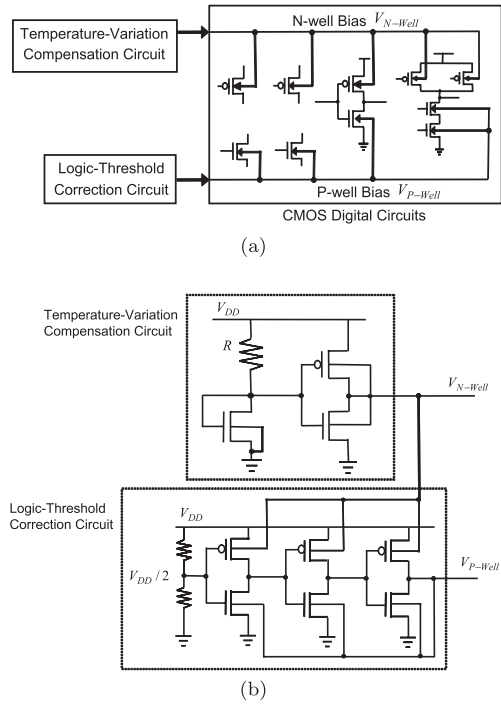 Temperature-Variation
Compensation Circuit
N-well Bias V_{N-Well}
Logic-Threshold
Correction Circuit
P-well Bias V_{P-Well}
CMOS Digital Circuits
(a)
Temperature-Variation
Compensation Circuit
V_{DD}
R
V_{N-Well}
Logic-Threshold
Correction Circuit
V_{DD}
V_{DD} / 2
V_{P-Well}
(b)